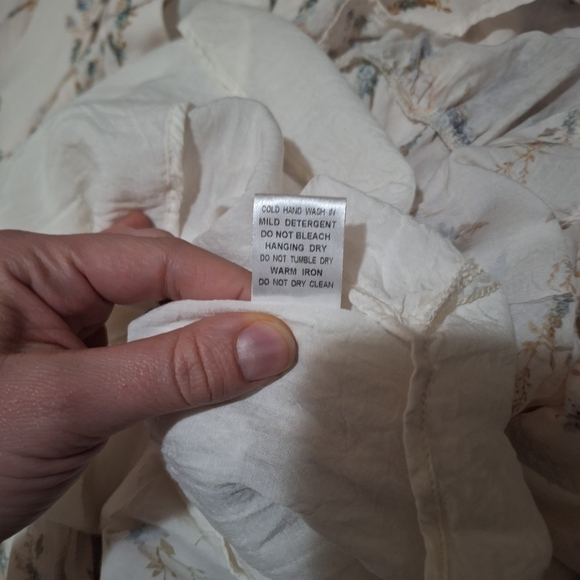 COLD HAND WASH IN
MILD DETERGENT
DO NOT BLEACH
HANGING DRY
DO NOT TUMBLE DRY
WARM IRON
DO NOT DRY CLEAN